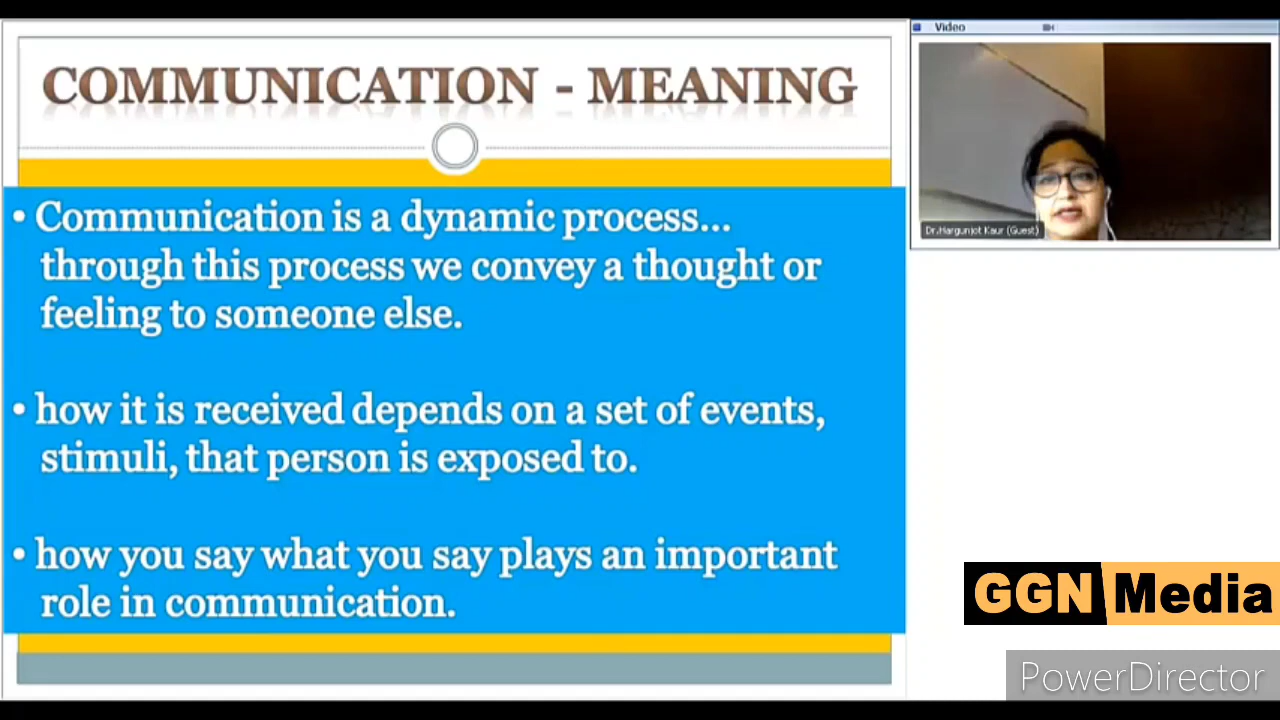 COMMUNICATION - MEANING
• Communication is a dynamic process...
through this process we convey a thought or
feeling to someone else.
• how it is received depends on a set of events,
stimuli, that person is exposed to.
• how you say what you say plays an important
role in communication.
Video
Dr.Hargunjot Kaur (Guest)
GGN Media
PowerDirector